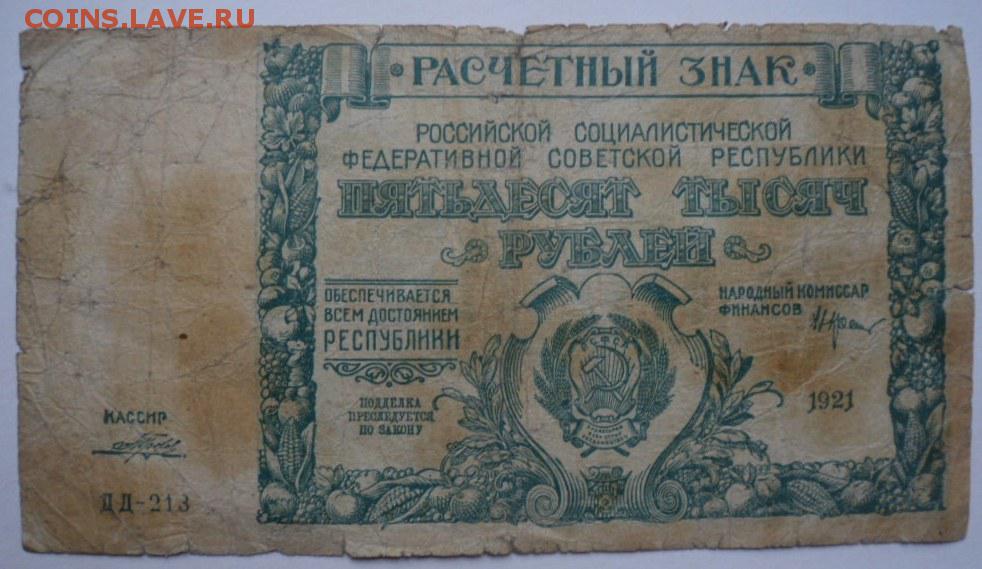 COINS.LAVE.RU
РАСЧЕТНЫЙ ЗНАК
РОССИЙСКОЙ СОЦИАЛИСТИЧЕСКОЙ
ФЕДЕРАТИВНОЙ СОВЕТСКОЙ РЕСПУБЛИКИ
ПЯТЬДЕСЯТ ТЫСЯЧ
РУБЛЕЙ
ОБЕСПЕЧИВАЕТСЯ
ВСЕМ ДОСТОЯНИЕМ
РЕСПУБЛИКИ
ПОДДЕЛКА
ПРЕСЛЕДУЕТСЯ
ПО ЗАКОНУ
НАРОДНЫЙ КОМИССАР
ФИНАНСОВ
1921
КАССИР
ДД-213